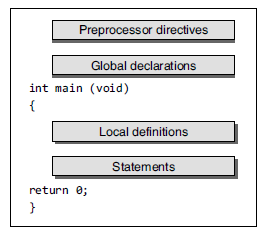 Preprocessor directives
Global declarations
int main (void)
{
Local definitions
Statements
return 0;
}